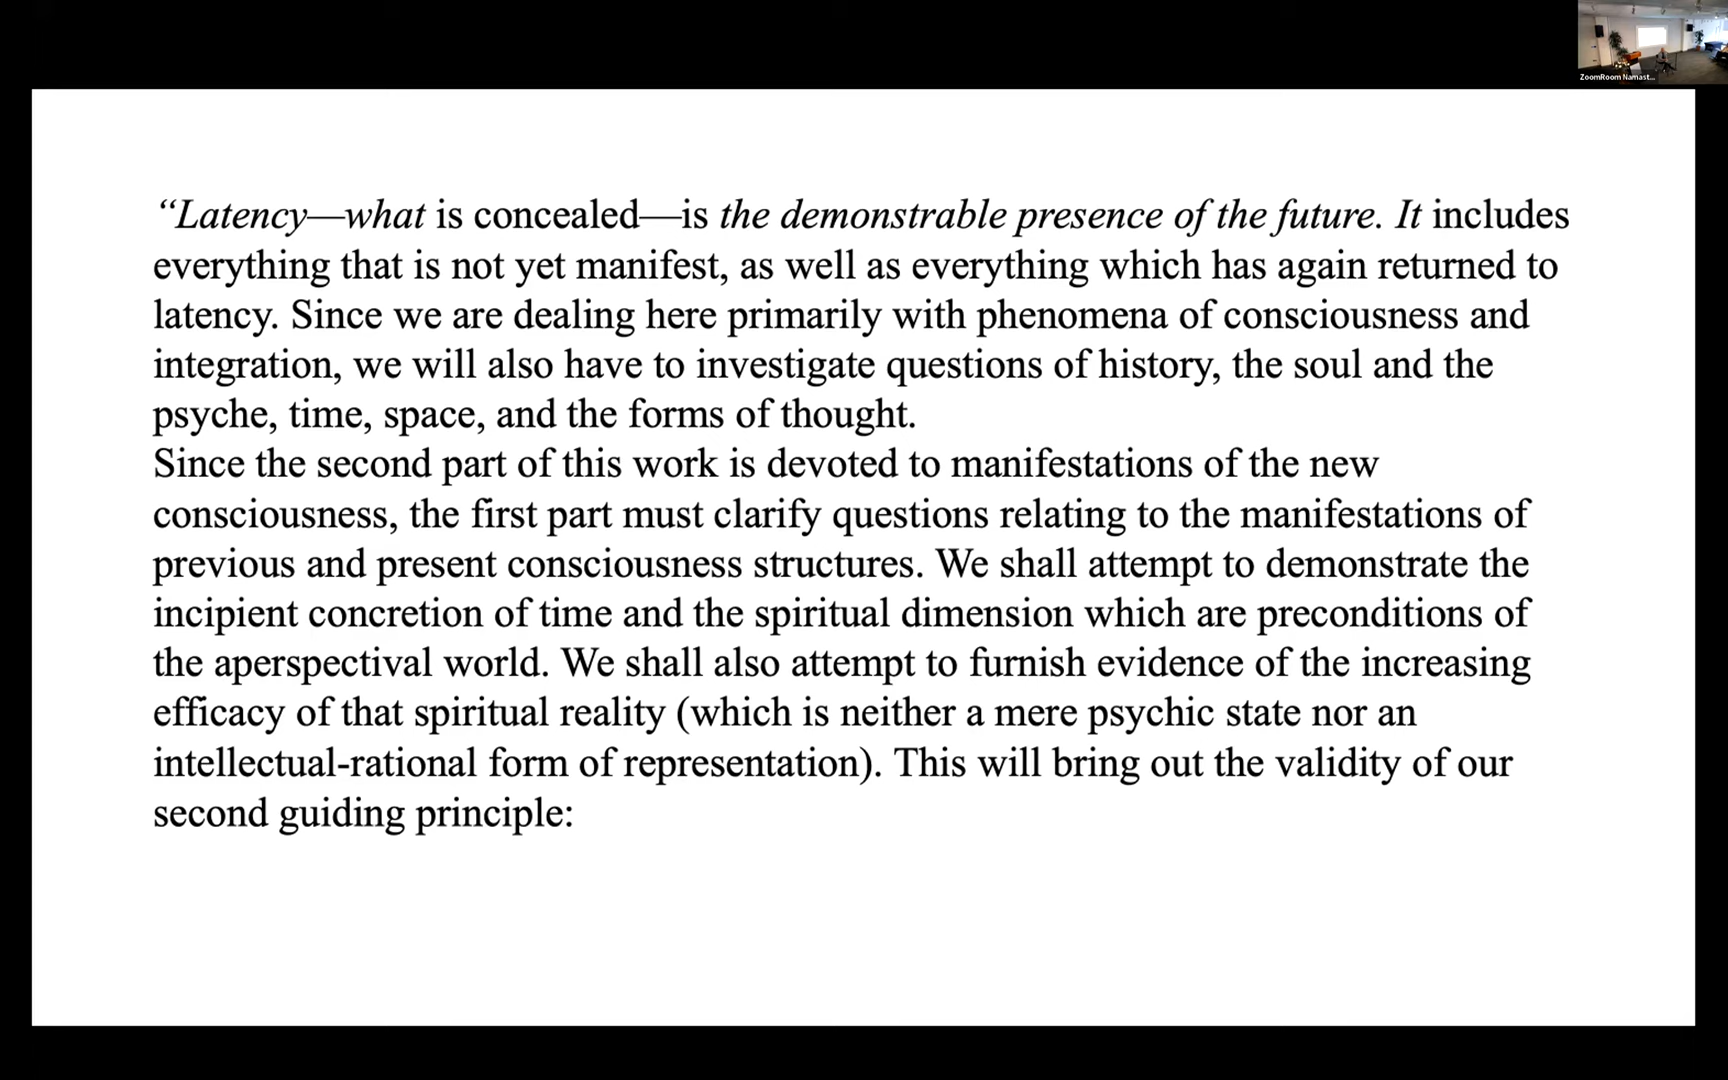 ZoomRoom Namast...
“Latency—what is concealed—is the demonstrable presence of the future. It includes
everything that is not yet manifest, as well as everything which has again returned to
latency. Since we are dealing here primarily with phenomena of consciousness and
integration, we will also have to investigate questions of history, the soul and the
psyche, time, space, and the forms of thought.
Since the second part of this work is devoted to manifestations of the new
consciousness, the first part must clarify questions relating to the manifestations of
previous and present consciousness structures. We shall attempt to demonstrate the
incipient concretion of time and the spiritual dimension which are preconditions of
the aperspectival world. We shall also attempt to furnish evidence of the increasing
efficacy of that spiritual reality (which is neither a mere psychic state nor an
intellectual-rational form of representation). This will bring out the validity of our
second guiding principle: